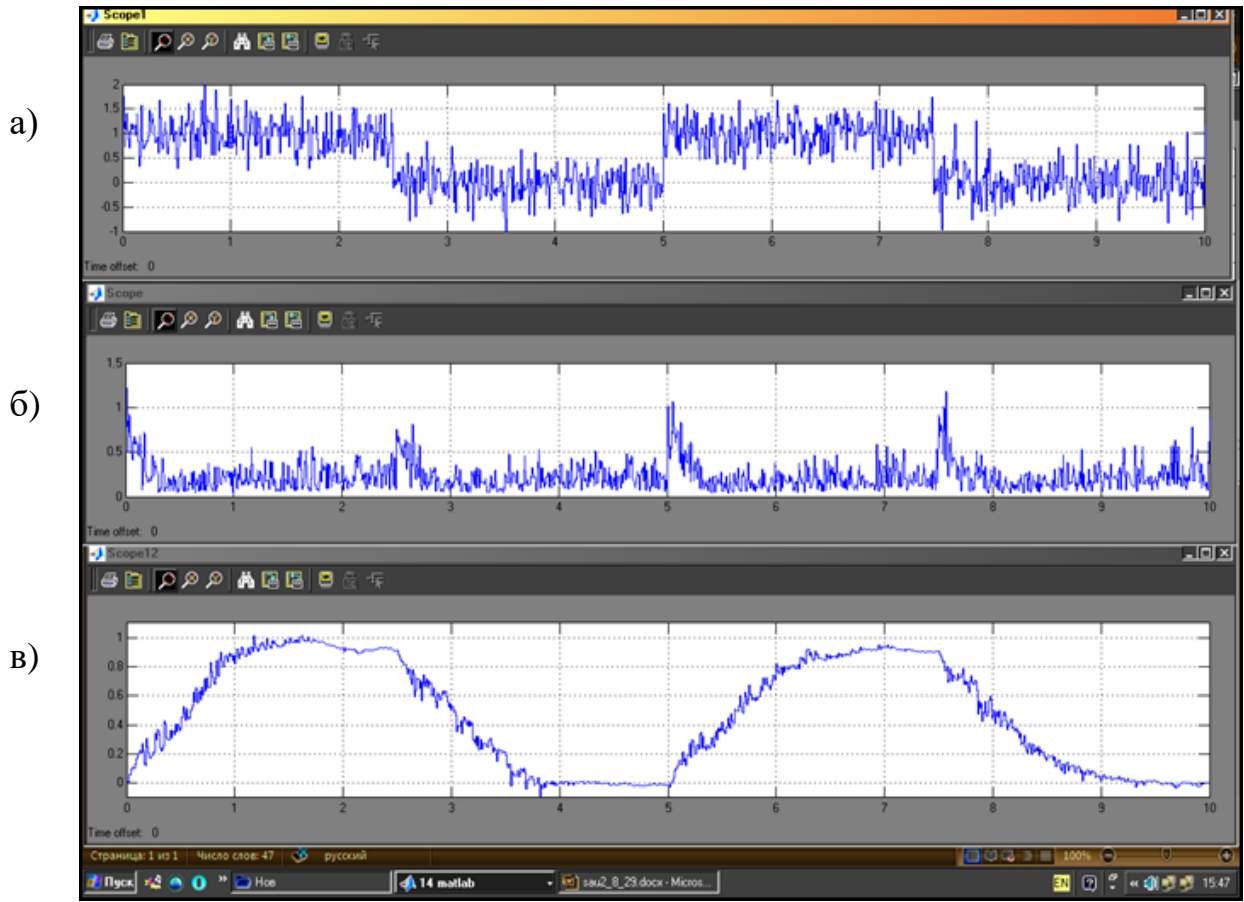 Scope1
а)
2
1.5
1
0.5
0
-0.5
-1
0 1 2 3 4 5 6 7 8 9 10
Time offset: 0
Scope
б)
1.5
1
0.5
0
0 1 2 3 4 5 6 7 8 9 10
Time offset: 0
Scope12
в)
1
0.8
0.6
0.4
0.2
0
0 1 2 3 4 5 6 7 8 9 10
Time offset: 0
Страница: 1 из 1 Число слов: 47 русский 100%
Пуск » Нов 14 matlab sau2_8_29.docx - Micros... EN « 15:47